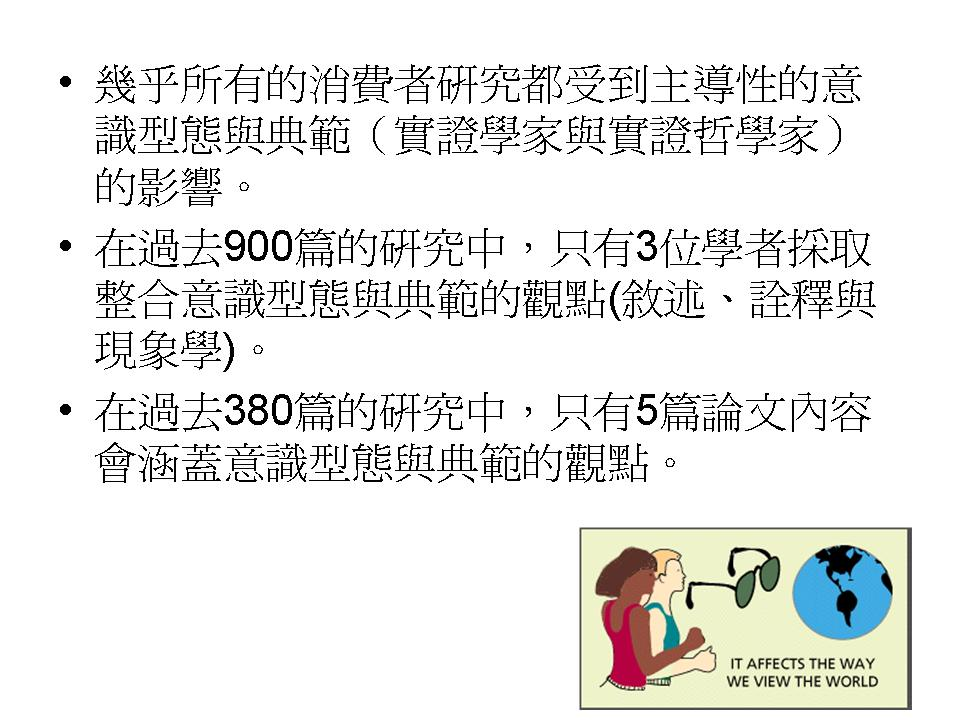 • 幾乎所有的消費者研究都受到主導性的意
識型態與典範（實證學家與實證哲學家）
的影響。
• 在過去900篇的研究中，只有3位學者採取
整合意識型態與典範的觀點(敘述、詮釋與
現象學)。
• 在過去380篇的研究中，只有5篇論文內容
會涵蓋意識型態與典範的觀點。
IT AFFECTS THE WAY
WE VIEW THE WORLD